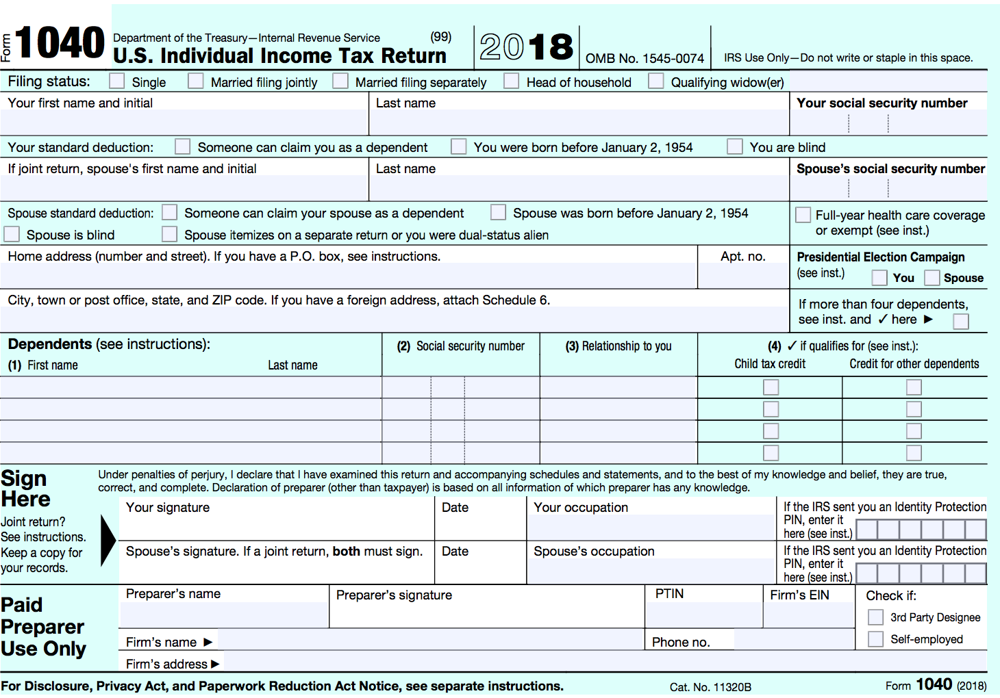 Form 1040 Department of the Treasury—Internal Revenue Service (99)
U.S. Individual Income Tax Return 2018 OMB No. 1545-0074 IRS Use Only—Do not write or staple in this space.
Filing status: Single Married filing jointly Married filing separately Head of household Qualifying widow(er)
Your first name and initial Last name Your social security number
Your standard deduction: Someone can claim you as a dependent You were born before January 2, 1954 You are blind
If joint return, spouse's first name and initial Last name Spouse's social security number
Spouse standard deduction: Someone can claim your spouse as a dependent Spouse was born before January 2, 1954
Spouse is blind Spouse itemizes on a separate return or you were dual-status alien
Full-year health care coverage
or exempt (see inst.)
Home address (number and street). If you have a P.O. box, see instructions. Apt. no.
Presidential Election Campaign
(see inst.) You Spouse
City, town or post office, state, and ZIP code. If you have a foreign address, attach Schedule 6.
If more than four dependents,
see inst. and ✓ here ►
Dependents (see instructions): (2) Social security number (3) Relationship to you (4) ✓ if qualifies for (see inst.):
(1) First name Last name Child tax credit Credit for other dependents
Sign
Here
Joint return?
See instructions.
Keep a copy for
your records.
Under penalties of perjury, I declare that I have examined this return and accompanying schedules and statements, and to the best of my knowledge and belief, they are true,
correct, and complete. Declaration of preparer (other than taxpayer) is based on all information of which preparer has any knowledge.
Your signature Date Your occupation
If the IRS sent you an Identity Protection
PIN, enter it
here (see inst.)
Spouse's signature. If a joint return, both must sign. Date Spouse's occupation
If the IRS sent you an Identity Protection
PIN, enter it
here (see inst.)
Paid
Preparer
Use Only
Preparer's name Preparer's signature PTIN Firm's EIN Check if:
3rd Party Designee
Firm's name ► Phone no. Self-employed
Firm's address ►
For Disclosure, Privacy Act, and Paperwork Reduction Act Notice, see separate instructions. Cat. No. 11320B Form 1040 (2018)